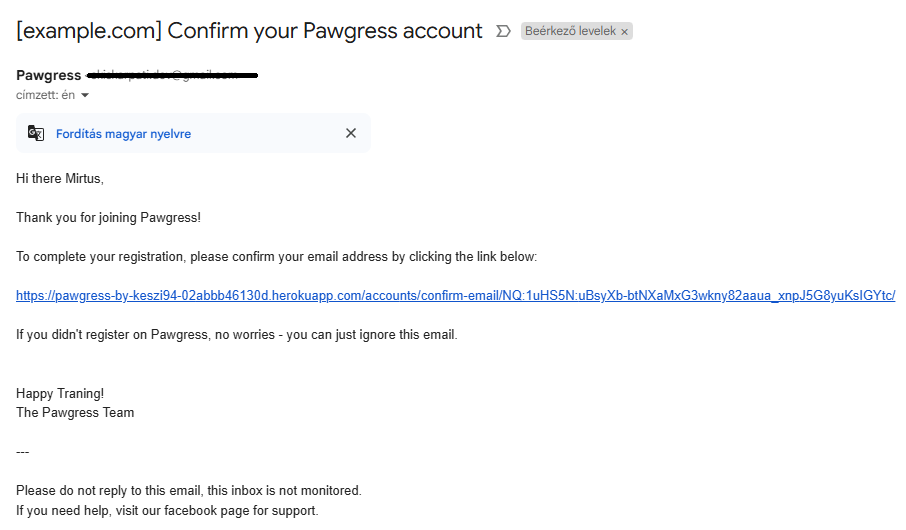 [example.com] Confirm your Pawgress account Beérkező levelek ×
Pawgress
címzett: én
Fordítás magyar nyelvre
Hi there Mirtus,
Thank you for joining Pawgress!
To complete your registration, please confirm your email address by clicking the link below:
https://pawgress-by-keszi94-02abbb46130d.herokuapp.com/accounts/confirm-email/NQ:1uHS5N:uBsyXb-btNXaMxG3wkny82aaua_xnpJ5G8yuKsIGYtc/
If you didn't register on Pawgress, no worries - you can just ignore this email.
Happy Traning!
The Pawgress Team
---
Please do not reply to this email, this inbox is not monitored.
If you need help, visit our facebook page for support.